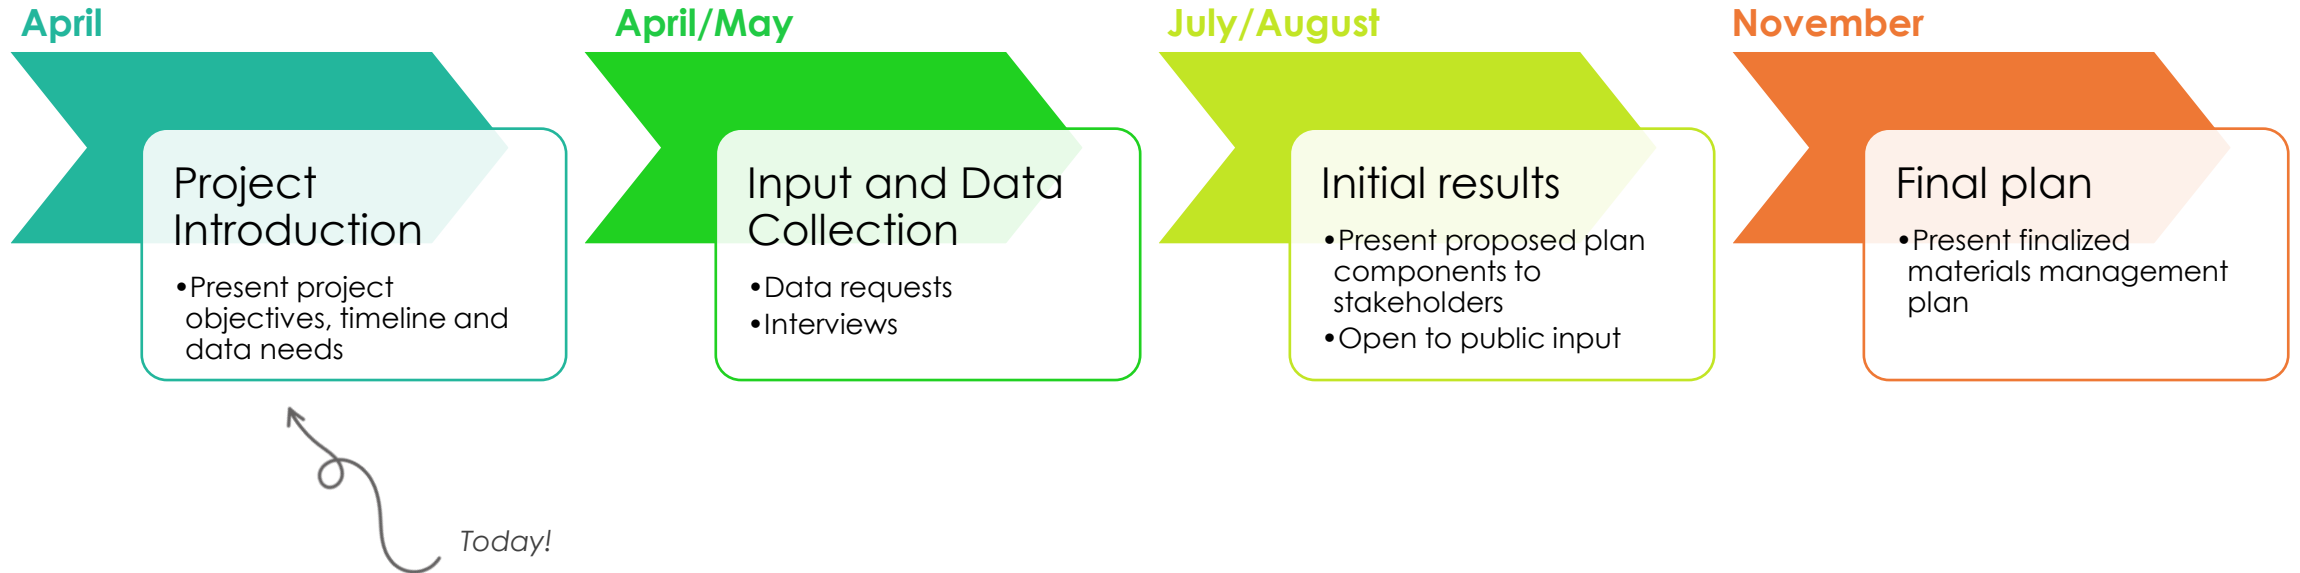 April
Project
Introduction
•Present project
objectives, timeline and
data needs
Today!
April/May
Input and Data
Collection
•Data requests
•Interviews
July/August
Initial results
•Present proposed plan
components to
stakeholders
•Open to public input
November
Final plan
•Present finalized
materials management
plan